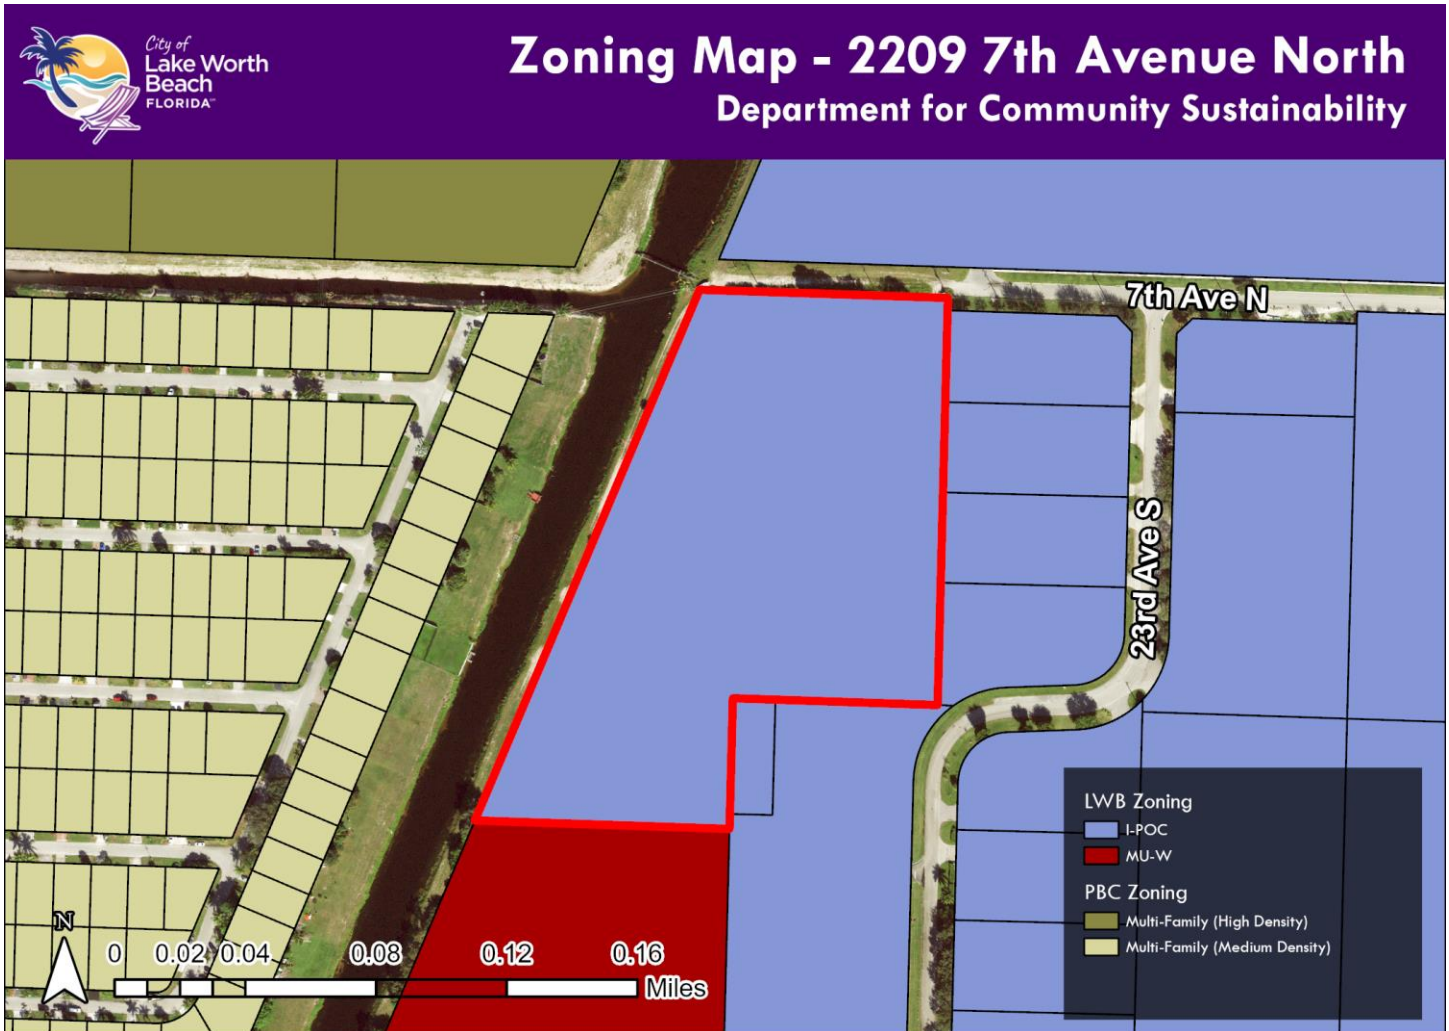 City of
Lake Worth
Beach
FLORIDA™
Zoning Map - 2209 7th Avenue North
Department for Community Sustainability
7th Ave N
23rd Ave S
LWB Zoning
I-POC
MU-W
PBC Zoning
Multi-Family (High Density)
Multi-Family (Medium Density)
N
0 0.02 0.04 0.08 0.12 0.16
Miles